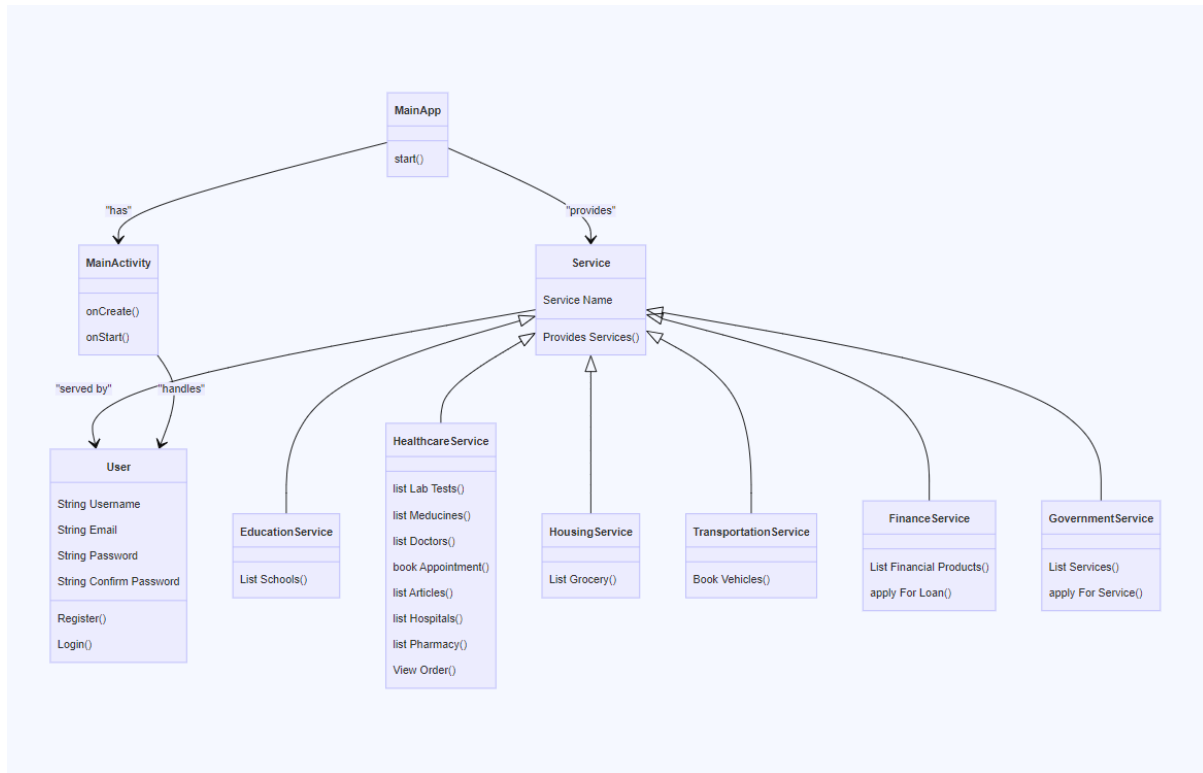 MainApp
start()
"has"
"provides"
MainActivity
onCreate()
onStart()
Service
Service Name
Provides Services()
"served by"
"handles"
User
String Username
String Email
String Password
String Confirm Password
Register()
Login()
EducationService
List Schools()
HealthcareService
list Lab Tests()
list Meducines()
list Doctors()
book Appointment()
list Articles()
list Hospitals()
list Pharmacy()
View Order()
HousingService
List Grocery()
TransportationService
Book Vehicles()
FinanceService
List Financial Products()
apply For Loan()
GovernmentService
List Services()
apply For Service()